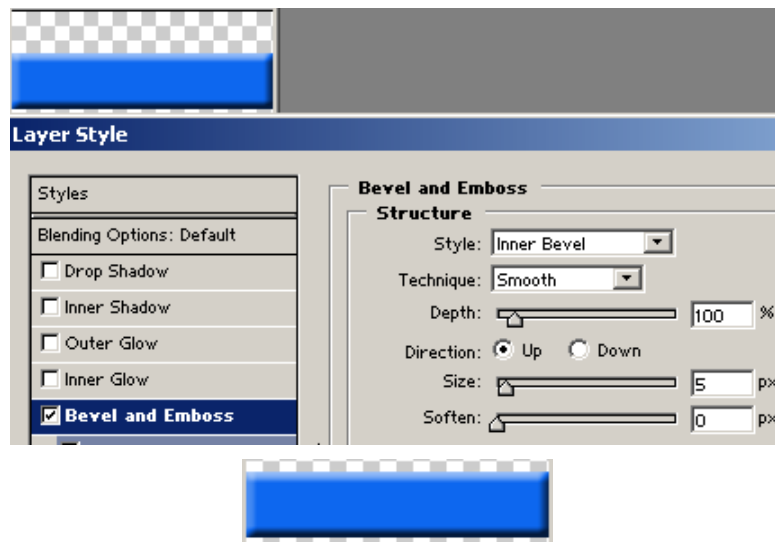 Layer Style
Styles
Blending Options: Default
Drop Shadow
Inner Shadow
Outer Glow
Inner Glow
Bevel and Emboss
Bevel and Emboss
Structure
Style: Inner Bevel
Technique: Smooth
Depth: 100 %
Direction: Up Down
Size: 5 px
Soften: 0 px